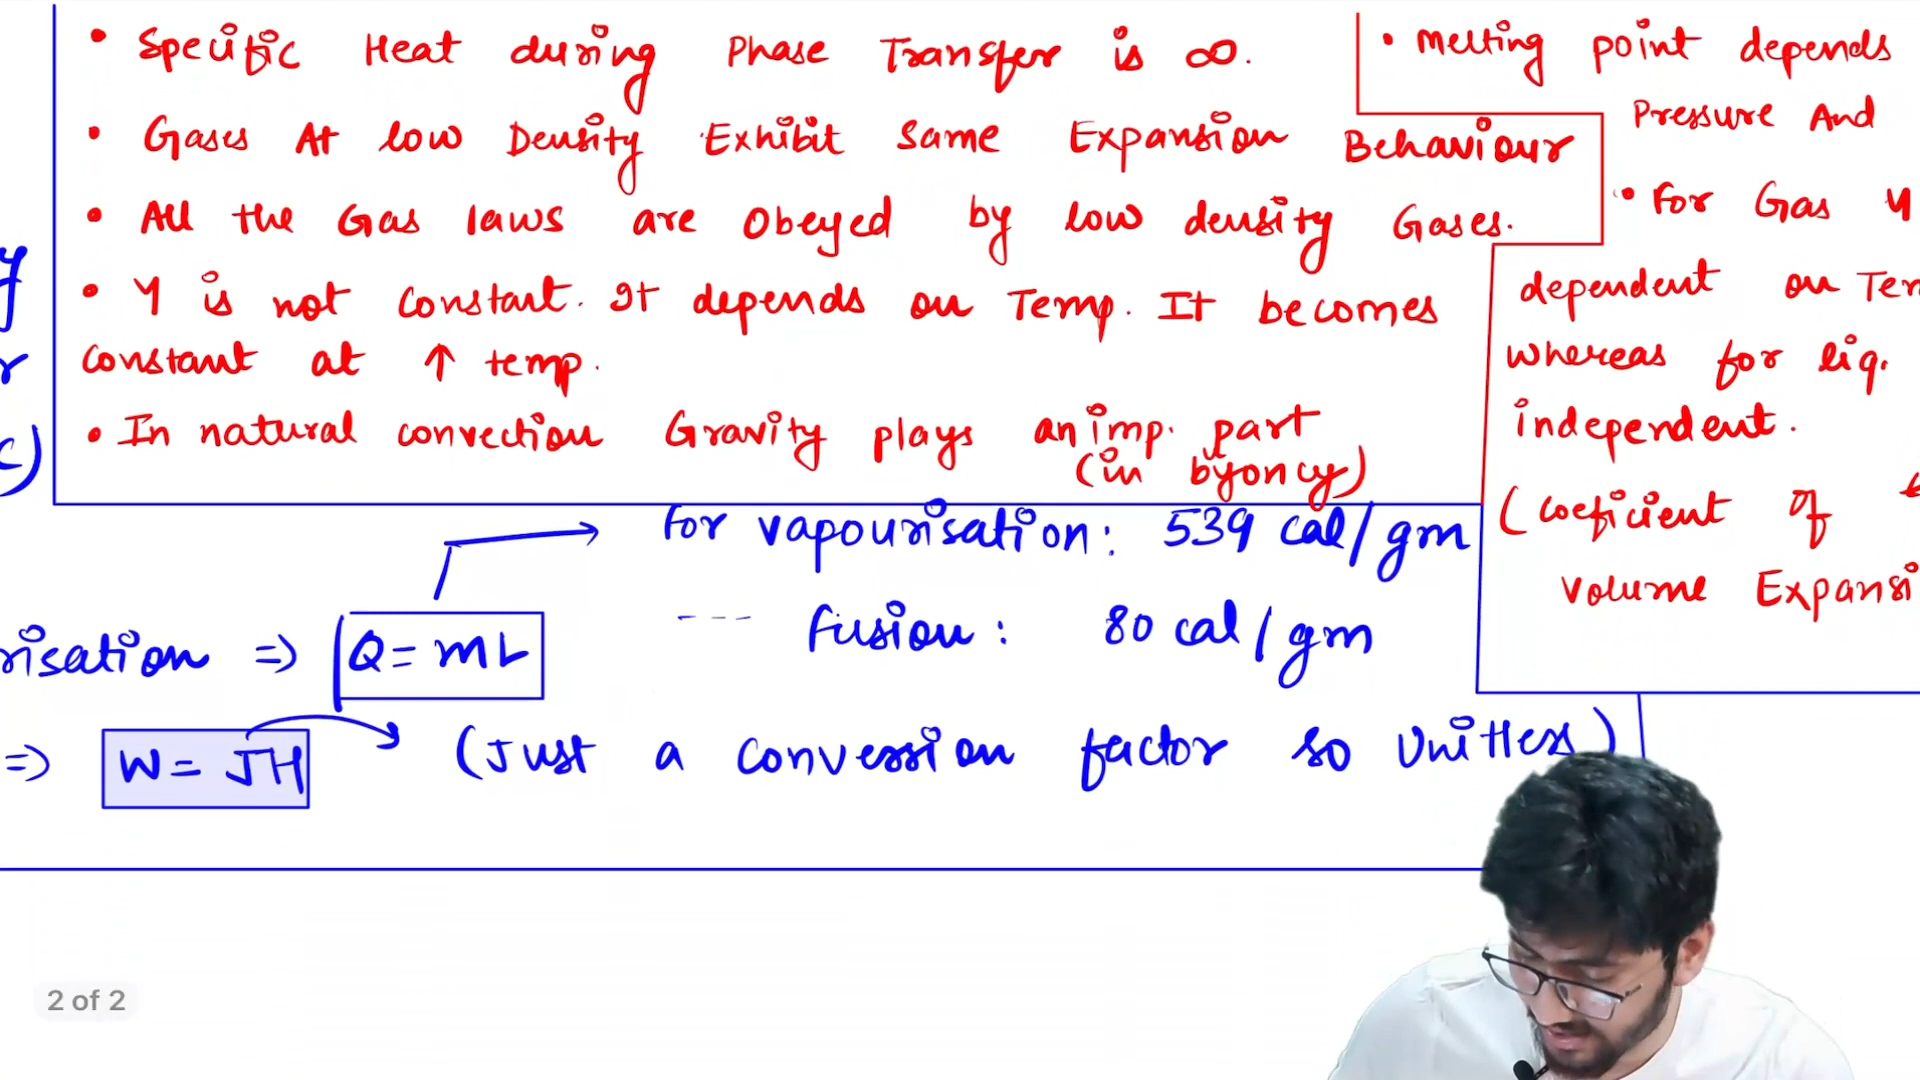 • Specific Heat during Phase Transfer is ∞.
• Gases At low Density Exhibit Same Expansion Behaviour
• All the Gas laws are Obeyed by low density Gases.
• Y is not Constant. It depends on Temp. It becomes
constant at ↑ temp.
• In natural convection Gravity plays an imp. part
(in byoncy)
• Melting point depends
Pressure And
• For Gas Y
dependent on Tem
whereas for liq.
independent.
(coeficient of
volume Expansi
For vapourisation: 539 cal/gm
risation ⇒ Q = mL
--- fusion: 80 cal/gm
⇒ W = JH (Just a conversion factor so Unitless)
2 of 2